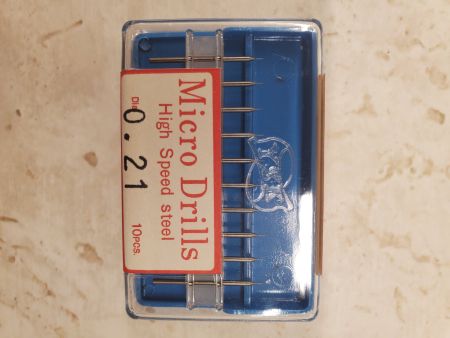 Micro Drills
High Speed steel
Dia 0.21 10PCS.